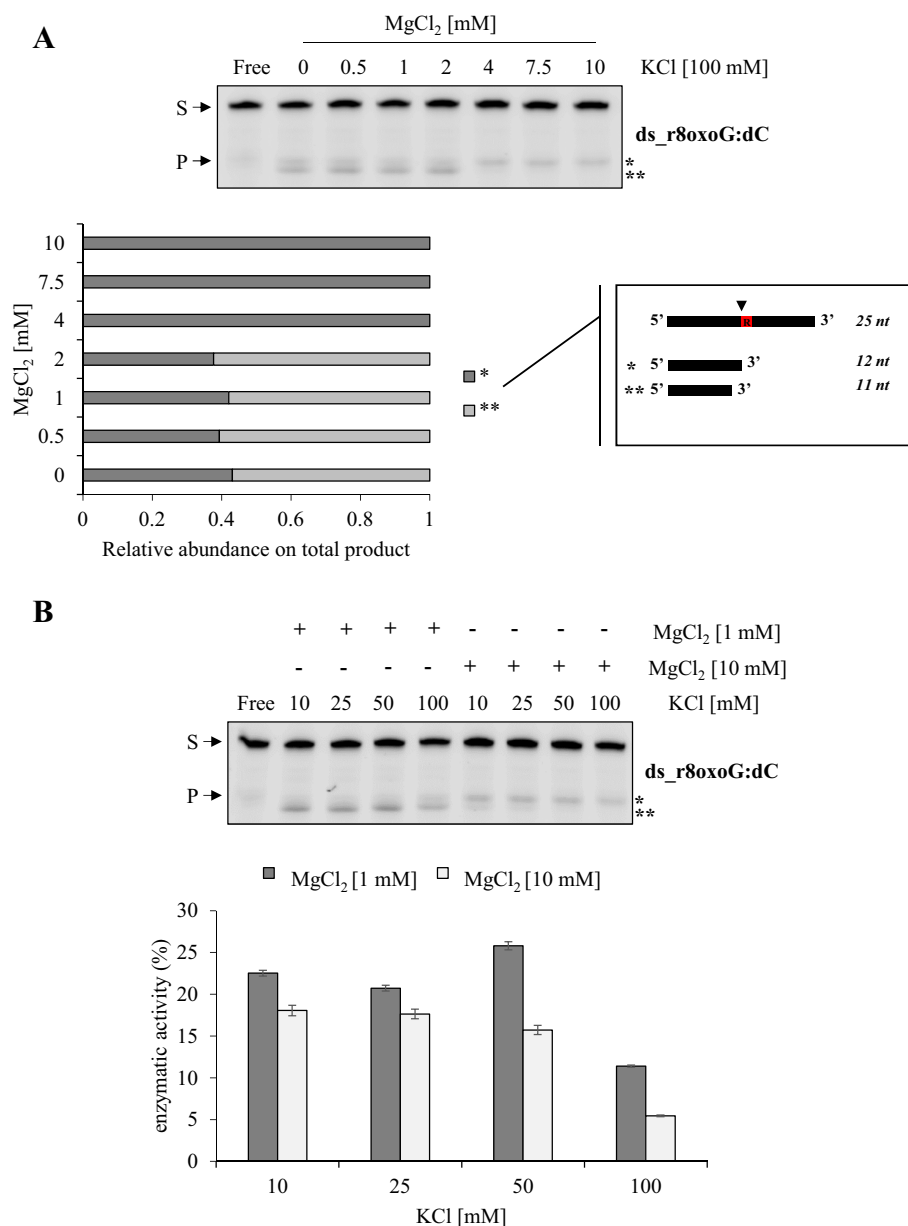 A
MgCl2 [mM]
Free 0 0.5 1 2 4 7.5 10 KCl [100 mM]
S
ds_r8oxoG:dC
P
*
**
10
7.5
4
2
1
0.5
0
MgCl2 [mM]
0 0.2 0.4 0.6 0.8 1
Relative abundance on total product
*
**
5' R 3' 25 nt
* 5' 3' 12 nt
** 5' 3' 11 nt
B
+ + + + - - - - MgCl2 [1 mM]
- - - - + + + + MgCl2 [10 mM]
Free 10 25 50 100 10 25 50 100 KCl [mM]
S
ds_r8oxoG:dC
P
*
**
MgCl2 [1 mM] MgCl2 [10 mM]
30
25
20
15
10
5
0
enzymatic activity (%)
10 25 50 100
KCl [mM]